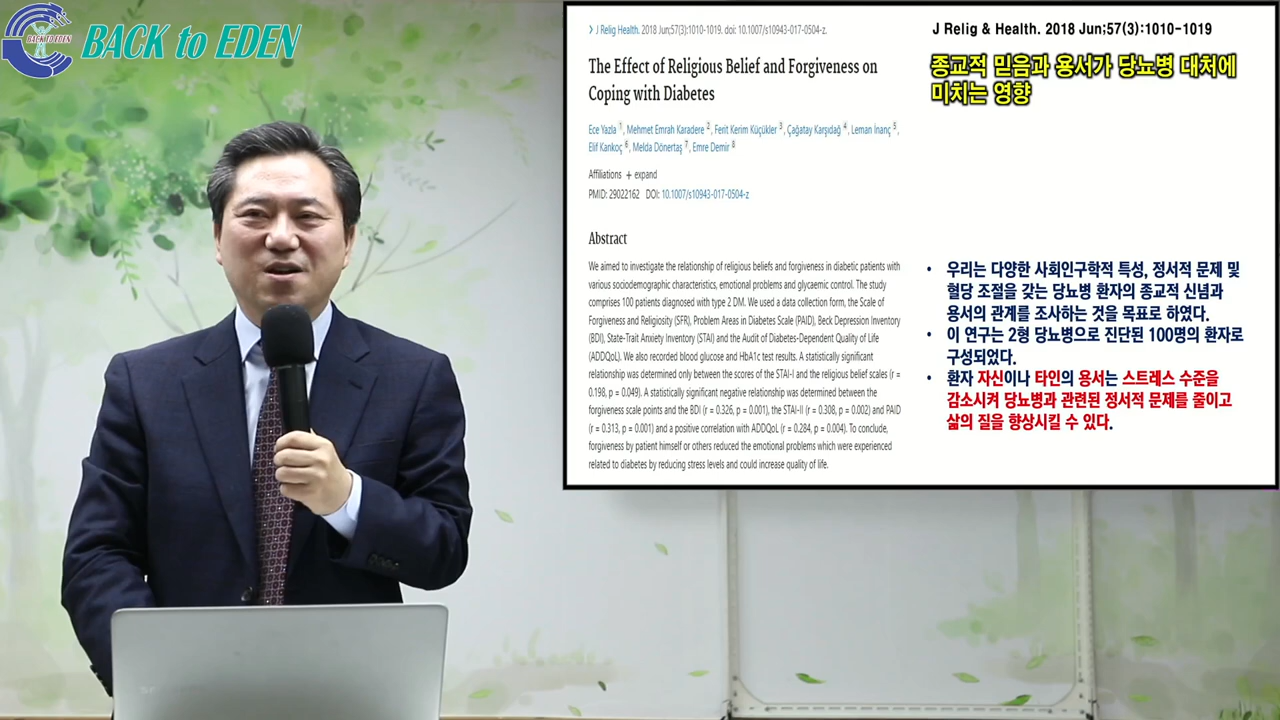 BACK to EDEN
BACK to EDEN
J Relig Health. 2018 Jun;57(3):1010-1019. doi: 10.1007/s10943-017-0504-z.
The Effect of Religious Belief and Forgiveness on
Coping with Diabetes
Ece Yazla 1, Mehmet Emrah Karadere 2, Ferit Kerim Küçükler 3, Çağatay Karşıdağ 4, Leman İnanç 5,
Elif Kankoç 6, Melda Dönertaş 7, Emre Demir 8
Affiliations + expand
PMID: 29022162 DOI: 10.1007/s10943-017-0504-z
Abstract
We aimed to investigate the relationship of religious beliefs and forgiveness in diabetic patients
with various sociodemographic characteristics, emotional problems and glycaemic control. The study
comprises 100 patients diagnosed with type 2 DM. We used a data collection form, the Scale of
Forgiveness and Religiosity (SFR), Problem Areas in Diabetes Scale (PAID), Beck Depression Inventory
(BDI), State-Trait Anxiety Inventory (STAI) and the Audit of Diabetes-Dependent Quality of Life
(ADDQoL). We also recorded blood glucose and HbA1c test results. A statistically significant
relationship was determined only between the scores of the STAI-I and the religious belief scales (r =
0.198, p = 0.049). A statistically significant negative relationship was determined between the
forgiveness scale points and the BDI (r = 0.326, p = 0.001), the STAI-II (r = 0.308, p = 0.002) and PAID
(r = 0.313, p = 0.001) and a positive correlation with ADDQoL (r = 0.284, p = 0.004). To conclude,
forgiveness by patient himself or others reduced the emotional problems which were experienced
related to diabetes by reducing stress levels and could increase quality of life.
J Relig & Health. 2018 Jun;57(3):1010-1019
종교적 믿음과 용서가 당뇨병 대처에
미치는 영향
• 우리는 다양한 사회인구학적 특성, 정서적 문제 및
혈당 조절을 갖는 당뇨병 환자의 종교적 신념과
용서의 관계를 조사하는 것을 목표로 하였다.
• 이 연구는 2형 당뇨병으로 진단된 100명의 환자로
구성되었다.
• 환자 자신이나 타인의 용서는 스트레스 수준을
감소시켜 당뇨병과 관련된 정서적 문제를 줄이고
삶의 질을 향상시킬 수 있다.